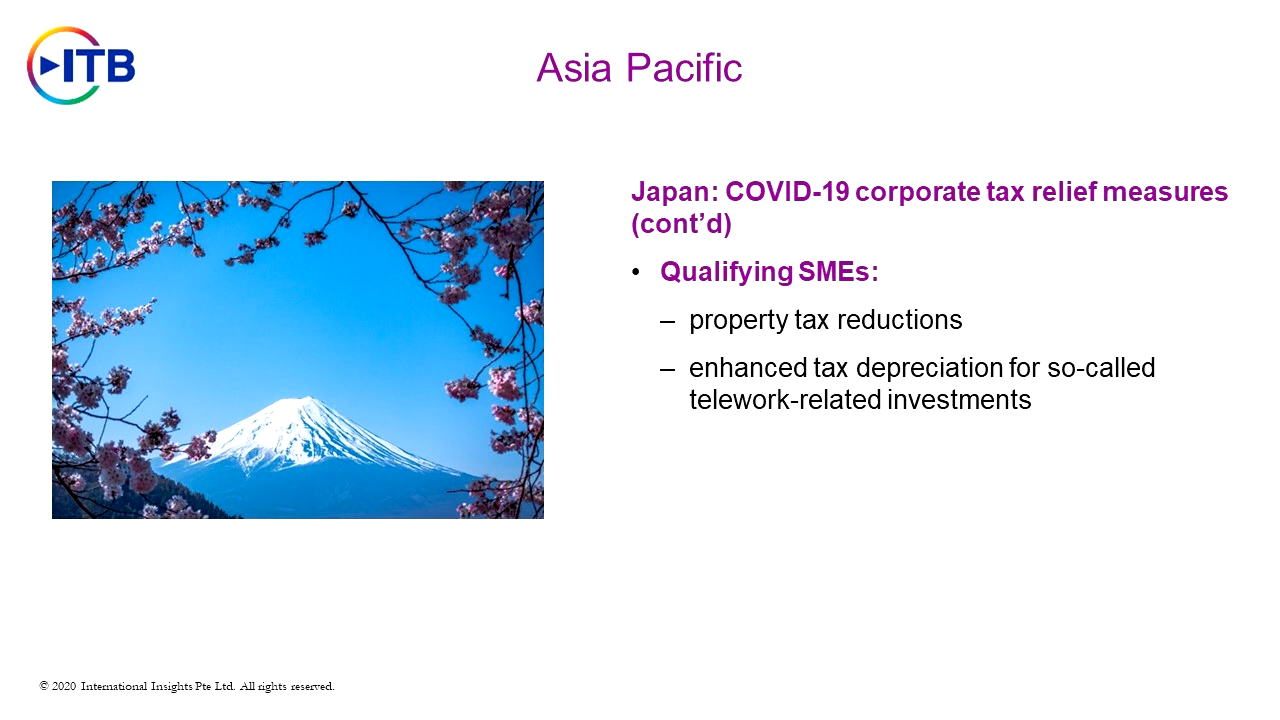 ITB
Asia Pacific
Japan: COVID-19 corporate tax relief measures
(cont’d)
• Qualifying SMEs:
– property tax reductions
– enhanced tax depreciation for so-called
telework-related investments
© 2020 International Insights Pte Ltd. All rights reserved.